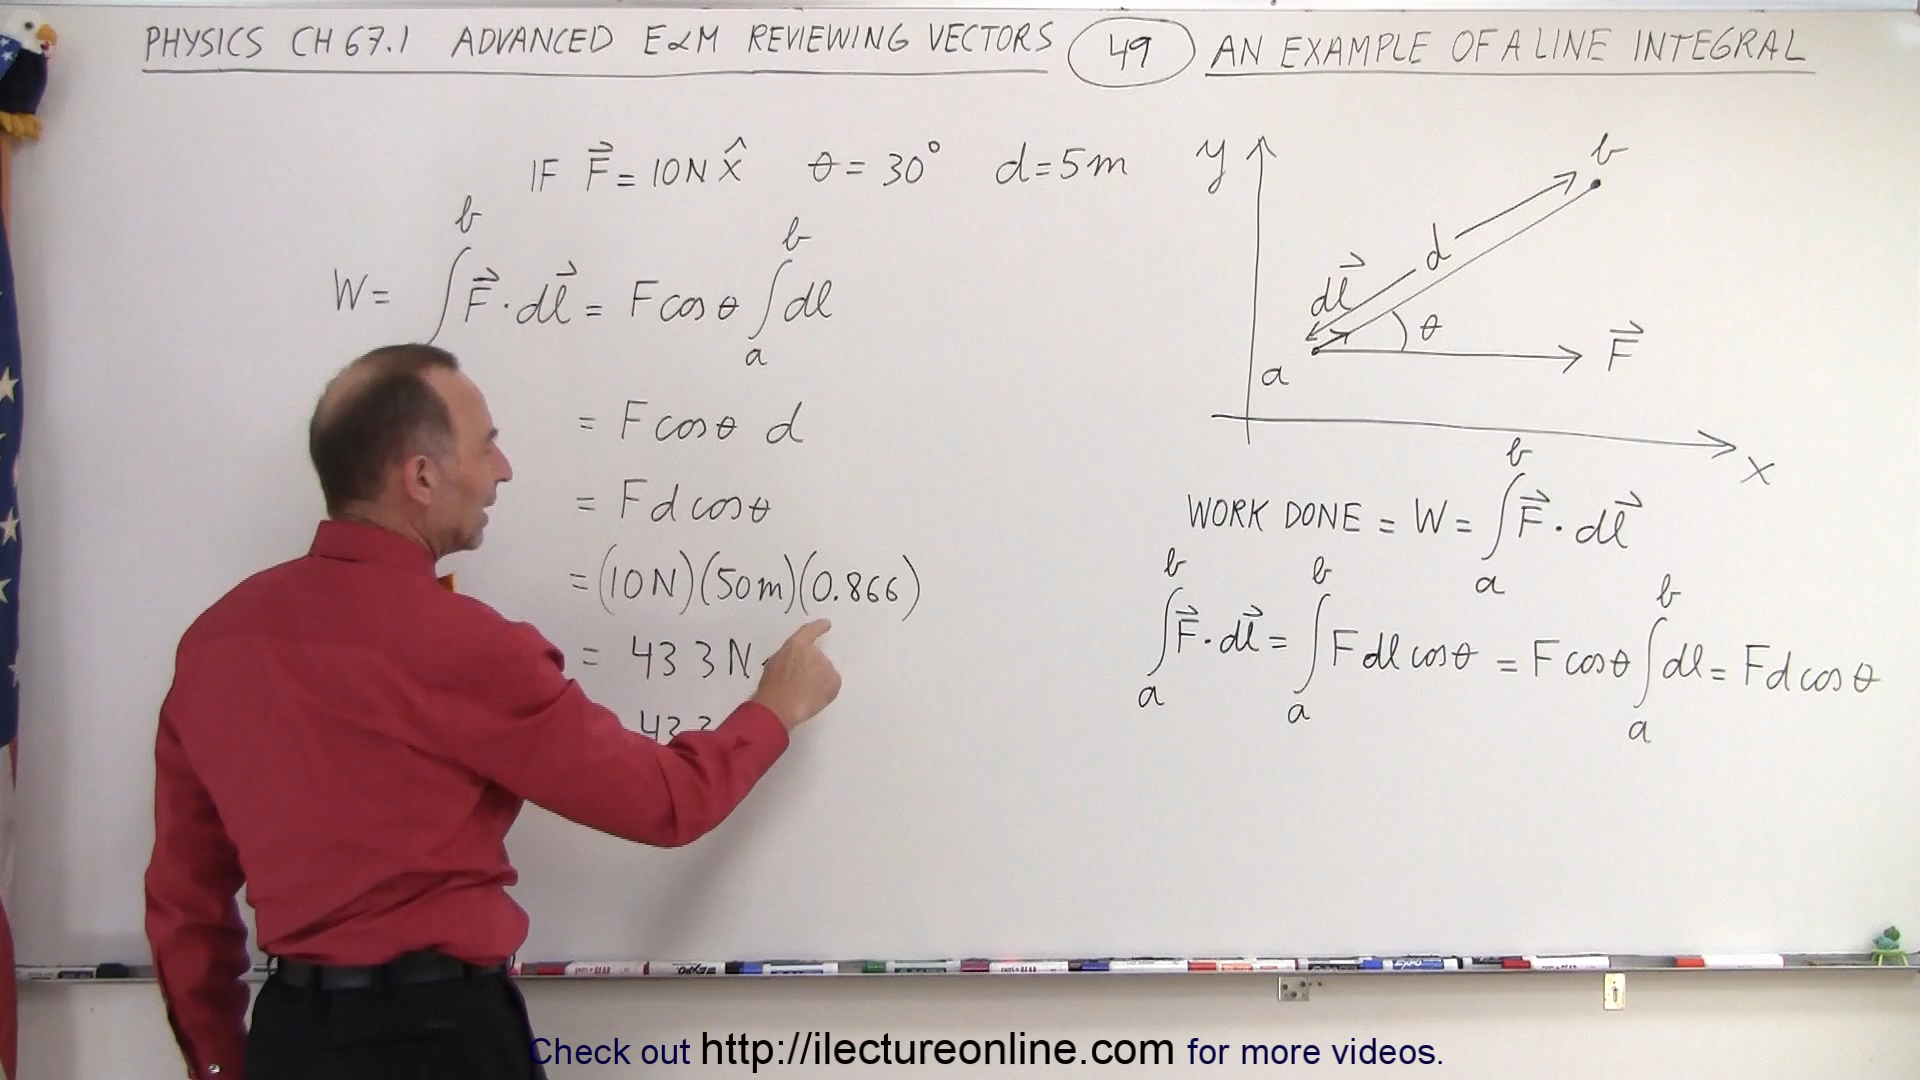 PHYSICS CH 67.1 ADVANCED E&M REVIEWING VECTORS 49 AN EXAMPLE OF A LINE INTEGRAL
IF F⃗ = 10N x̂ θ = 30° d = 5m
W = ∫ᵇ F⃗ · dl⃗ = F cos θ ∫ₐᵇ dl
= F cos θ d
= F d cos θ
= (10N)(50m)(0.866)
= 433 N
433
y
b
d
dl⃗
θ
F⃗
a
x
WORK DONE = W = ∫ₐᵇ F⃗ · dl⃗
∫ₐᵇ F⃗ · dl⃗ = ∫ₐᵇ F dl cos θ = F cos θ ∫ₐᵇ dl = F d cos θ
EXPO
Check out http://ilectureonline.com for more videos.